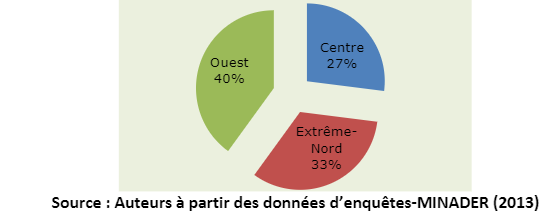 Centre
27%
Ouest
40%
Extrême-
Nord
33%
Source : Auteurs à partir des données d’enquêtes-MINADER (2013)